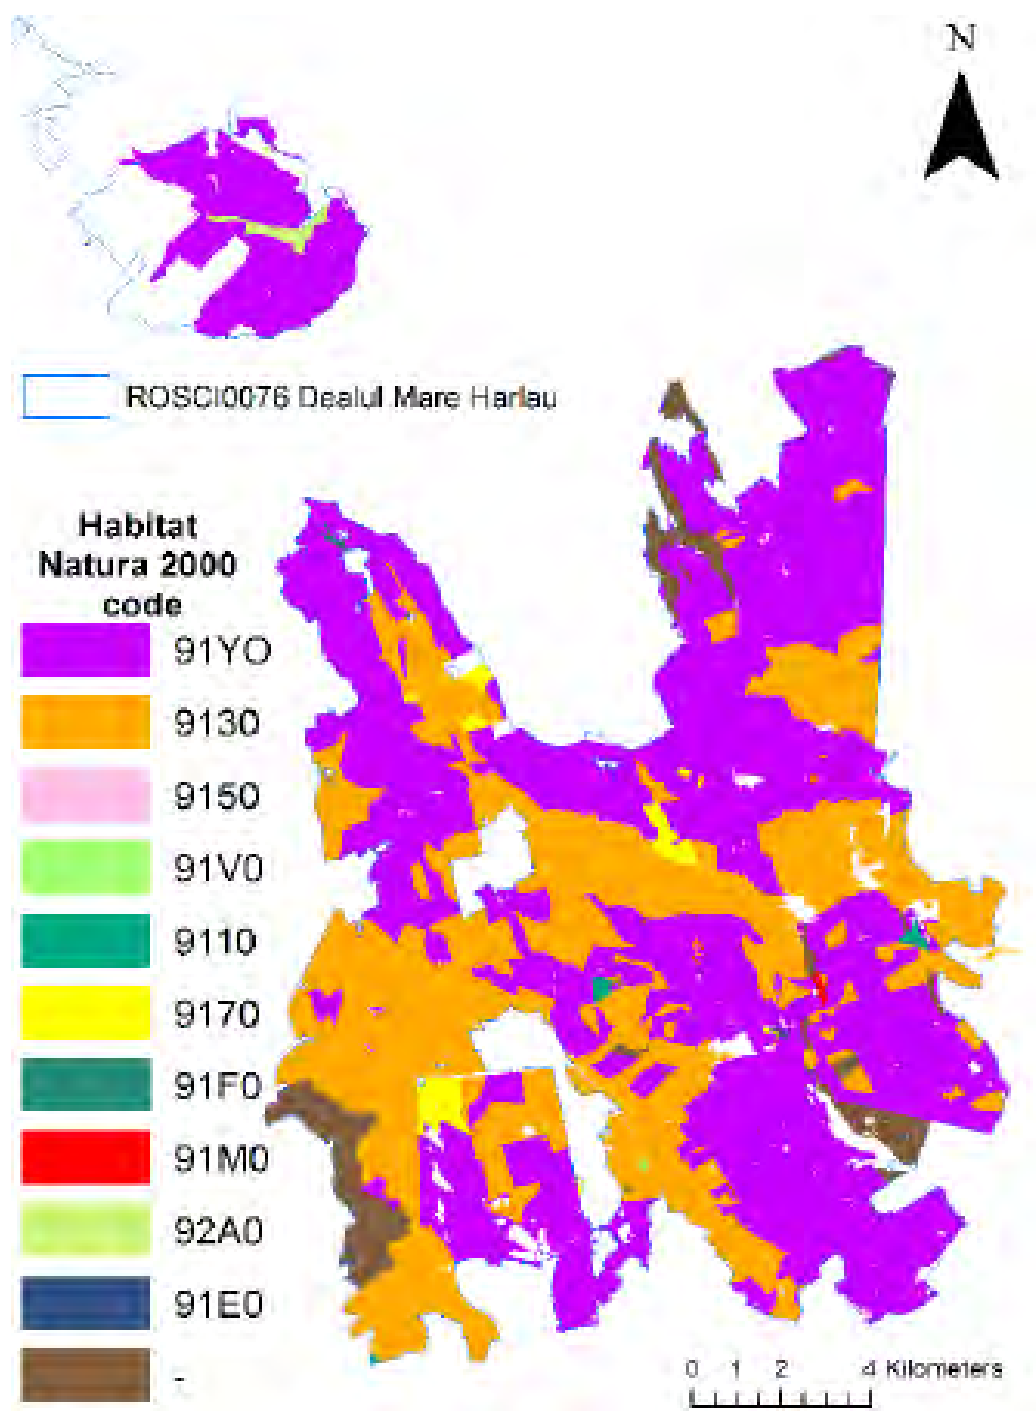 N
ROSCI0076 Dealul Mare Harlau
Habitat
Natura 2000
code
91YO
9130
9150
91V0
9110
9170
91F0
91M0
92A0
91E0
-
0 1 2 4 Kilometers